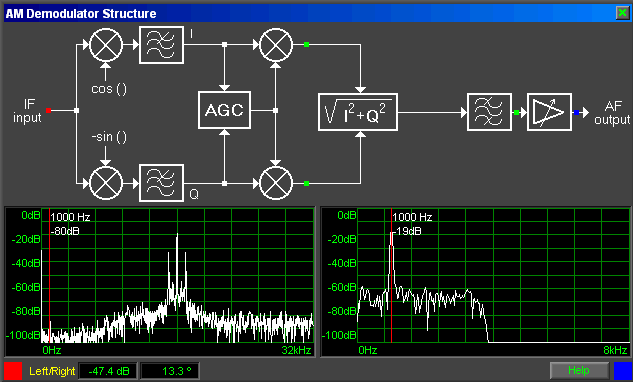 AM Demodulator Structure
I
cos ()
IF
input
AGC
√I²+Q²
AF
output
-sin ()
Q
0dB
1000 Hz
-80dB
-20dB
-40dB
-60dB
-80dB
-100dB
0Hz
32kHz
0dB
1000 Hz
-19dB
-20dB
-40dB
-60dB
-80dB
-100dB
0Hz
8kHz
Left/Right
-47.4 dB
13.3 °
Help